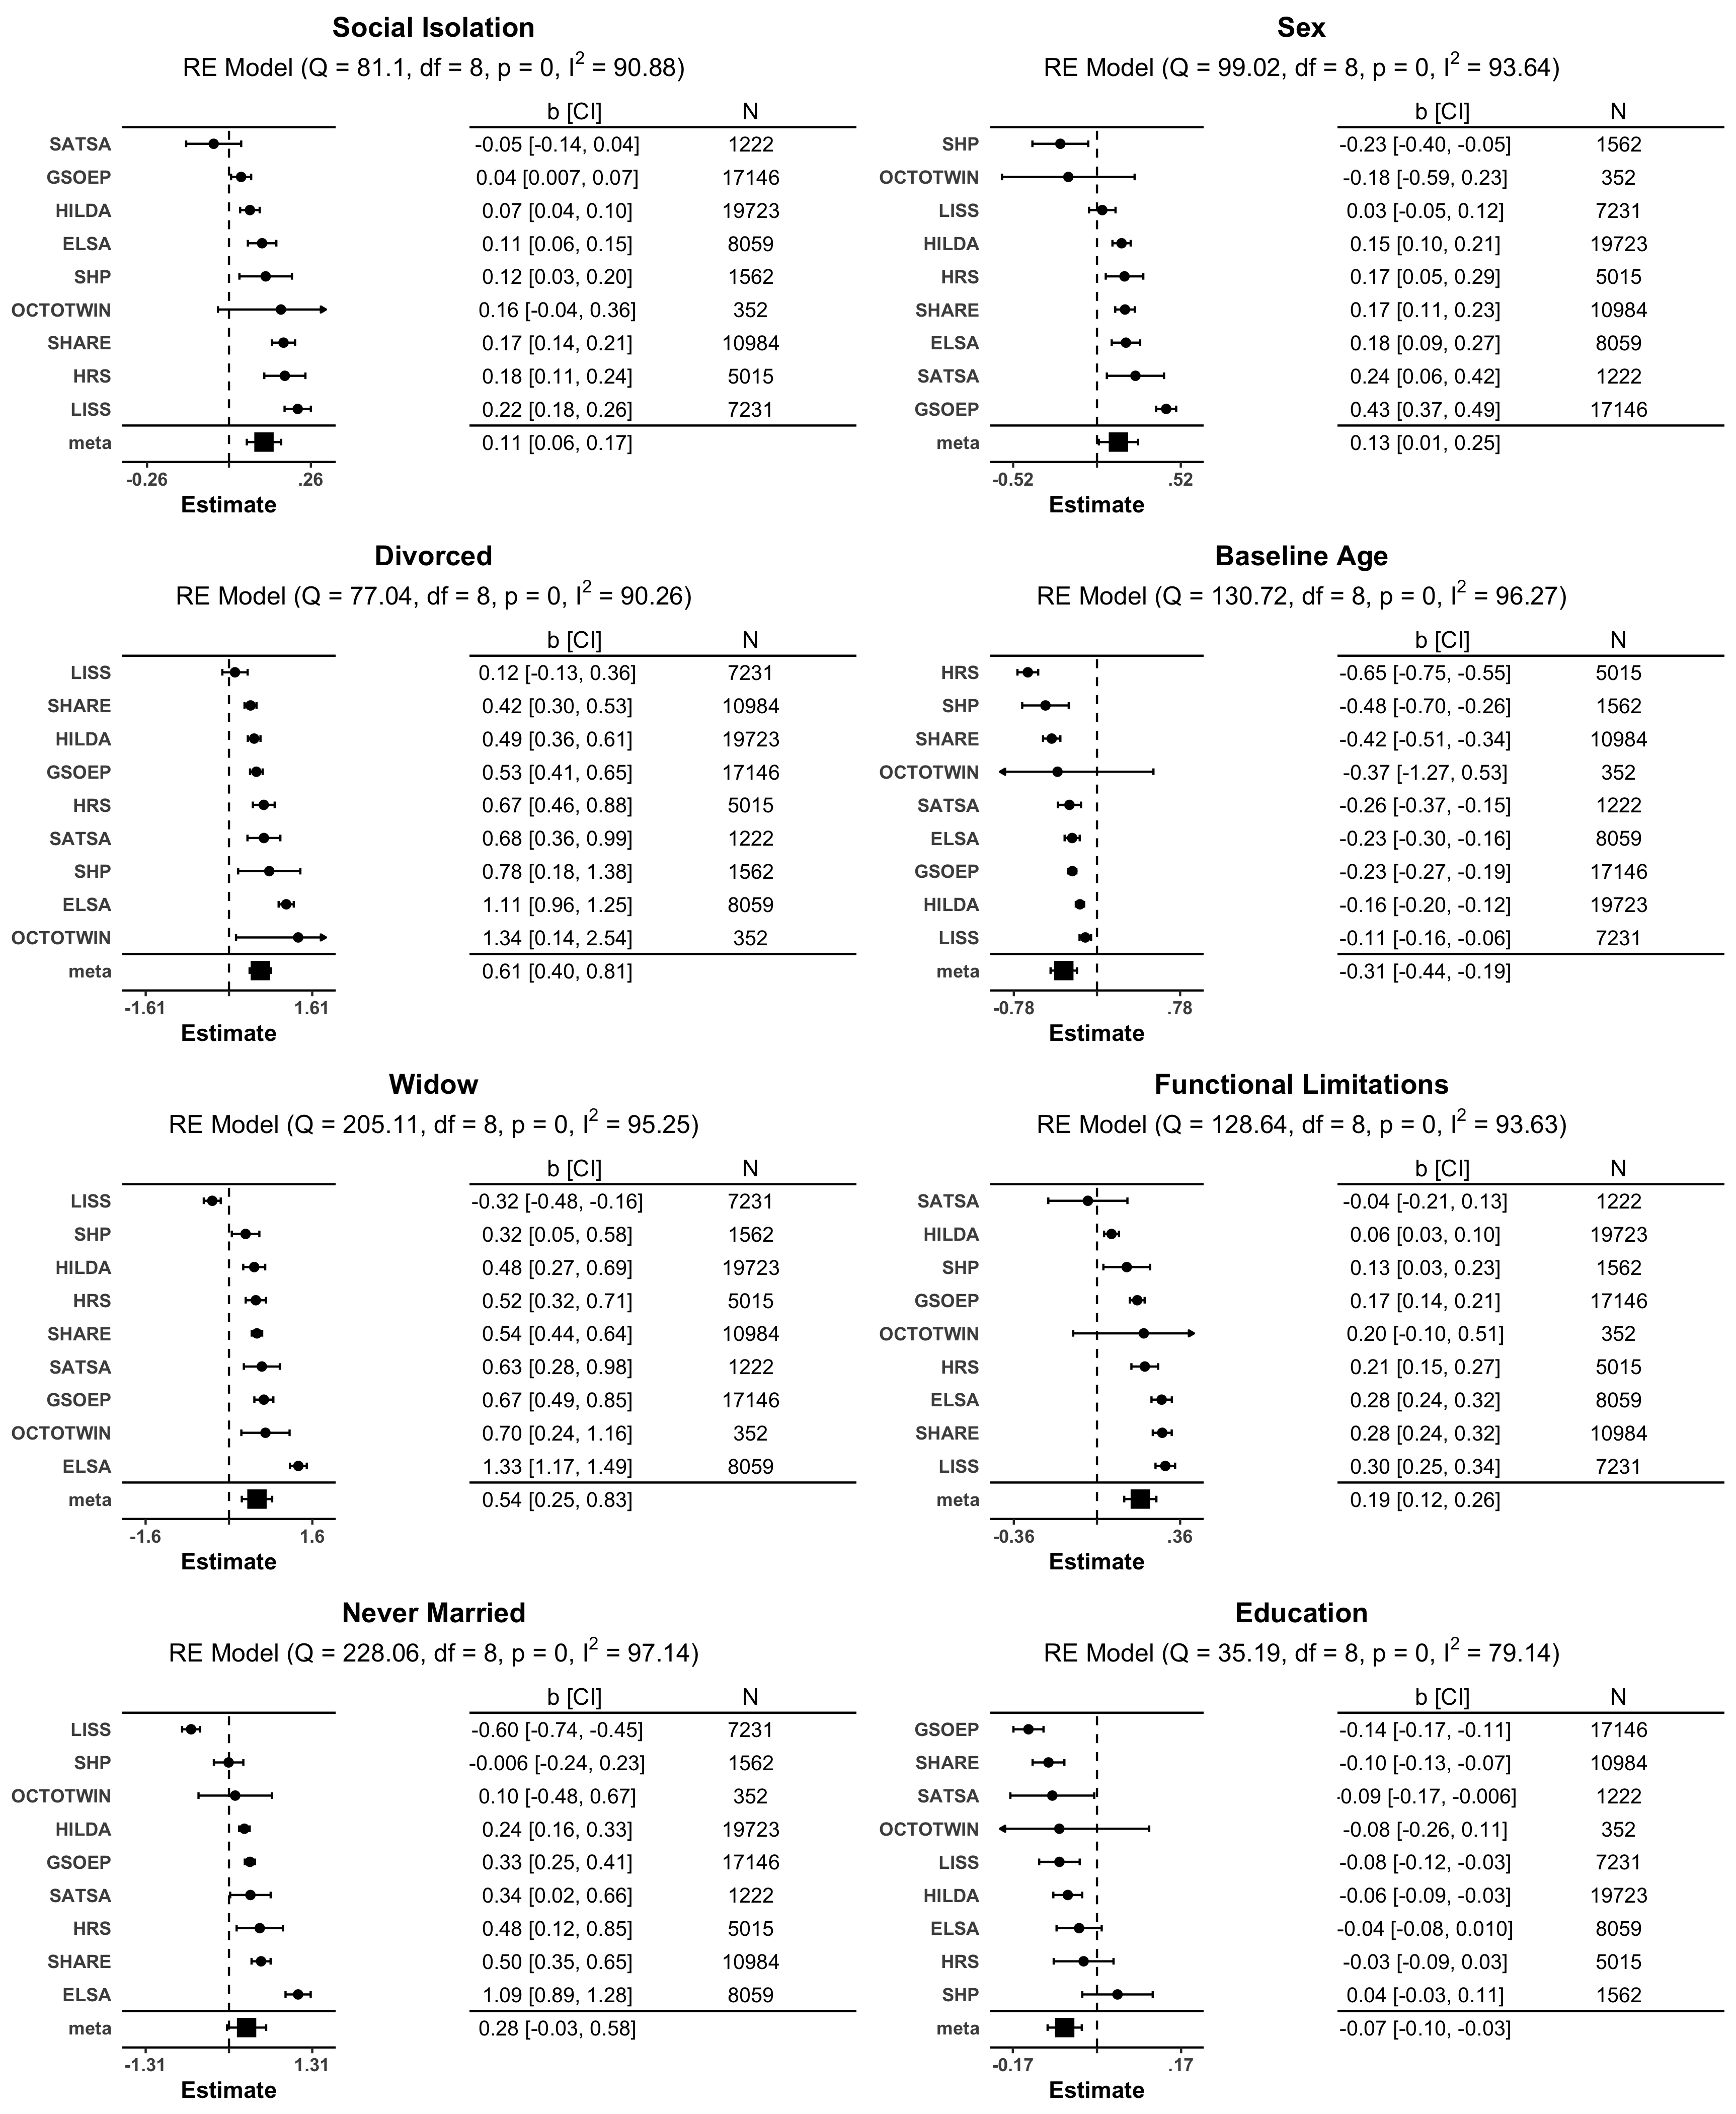 Social Isolation
RE Model (Q = 81.1, df = 8, p = 0, I² = 90.88)
b [CI] N
SATSA -0.05 [-0.14, 0.04] 1222
GSOEP 0.04 [0.007, 0.07] 17146
HILDA 0.07 [0.04, 0.10] 19723
ELSA 0.11 [0.06, 0.15] 8059
SHP 0.12 [0.03, 0.20] 1562
OCTOTWIN 0.16 [-0.04, 0.36] 352
SHARE 0.17 [0.14, 0.21] 10984
HRS 0.18 [0.11, 0.24] 5015
LISS 0.22 [0.18, 0.26] 7231
meta 0.11 [0.06, 0.17]
-0.26 .26
Estimate
Sex
RE Model (Q = 99.02, df = 8, p = 0, I² = 93.64)
b [CI] N
SHP -0.23 [-0.40, -0.05] 1562
OCTOTWIN -0.18 [-0.59, 0.23] 352
LISS 0.03 [-0.05, 0.12] 7231
HILDA 0.15 [0.10, 0.21] 19723
HRS 0.17 [0.05, 0.29] 5015
SHARE 0.17 [0.11, 0.23] 10984
ELSA 0.18 [0.09, 0.27] 8059
SATSA 0.24 [0.06, 0.42] 1222
GSOEP 0.43 [0.37, 0.49] 17146
meta 0.13 [0.01, 0.25]
-0.52 .52
Estimate
Divorced
RE Model (Q = 77.04, df = 8, p = 0, I² = 90.26)
b [CI] N
LISS 0.12 [-0.13, 0.36] 7231
SHARE 0.42 [0.30, 0.53] 10984
HILDA 0.49 [0.36, 0.61] 19723
GSOEP 0.53 [0.41, 0.65] 17146
HRS 0.67 [0.46, 0.88] 5015
SATSA 0.68 [0.36, 0.99] 1222
SHP 0.78 [0.18, 1.38] 1562
ELSA 1.11 [0.96, 1.25] 8059
OCTOTWIN 1.34 [0.14, 2.54] 352
meta 0.61 [0.40, 0.81]
-1.61 1.61
Estimate
Baseline Age
RE Model (Q = 130.72, df = 8, p = 0, I² = 96.27)
b [CI] N
HRS -0.65 [-0.75, -0.55] 5015
SHP -0.48 [-0.70, -0.26] 1562
SHARE -0.42 [-0.51, -0.34] 10984
OCTOTWIN -0.37 [-1.27, 0.53] 352
SATSA -0.26 [-0.37, -0.15] 1222
ELSA -0.23 [-0.30, -0.16] 8059
GSOEP -0.23 [-0.27, -0.19] 17146
HILDA -0.16 [-0.20, -0.12] 19723
LISS -0.11 [-0.16, -0.06] 7231
meta -0.31 [-0.44, -0.19]
-0.78 .78
Estimate
Widow
RE Model (Q = 205.11, df = 8, p = 0, I² = 95.25)
b [CI] N
LISS -0.32 [-0.48, -0.16] 7231
SHP 0.32 [0.05, 0.58] 1562
HILDA 0.48 [0.27, 0.69] 19723
HRS 0.52 [0.32, 0.71] 5015
SHARE 0.54 [0.44, 0.64] 10984
SATSA 0.63 [0.28, 0.98] 1222
GSOEP 0.67 [0.49, 0.85] 17146
OCTOTWIN 0.70 [0.24, 1.16] 352
ELSA 1.33 [1.17, 1.49] 8059
meta 0.54 [0.25, 0.83]
-1.6 1.6
Estimate
Functional Limitations
RE Model (Q = 128.64, df = 8, p = 0, I² = 93.63)
b [CI] N
SATSA -0.04 [-0.21, 0.13] 1222
HILDA 0.06 [0.03, 0.10] 19723
SHP 0.13 [0.03, 0.23] 1562
GSOEP 0.17 [0.14, 0.21] 17146
OCTOTWIN 0.20 [-0.10, 0.51] 352
HRS 0.21 [0.15, 0.27] 5015
ELSA 0.28 [0.24, 0.32] 8059
SHARE 0.28 [0.24, 0.32] 10984
LISS 0.30 [0.25, 0.34] 7231
meta 0.19 [0.12, 0.26]
-0.36 .36
Estimate
Never Married
RE Model (Q = 228.06, df = 8, p = 0, I² = 97.14)
b [CI] N
LISS -0.60 [-0.74, -0.45] 7231
SHP -0.006 [-0.24, 0.23] 1562
OCTOTWIN 0.10 [-0.48, 0.67] 352
HILDA 0.24 [0.16, 0.33] 19723
GSOEP 0.33 [0.25, 0.41] 17146
SATSA 0.34 [0.02, 0.66] 1222
HRS 0.48 [0.12, 0.85] 5015
SHARE 0.50 [0.35, 0.65] 10984
ELSA 1.09 [0.89, 1.28] 8059
meta 0.28 [-0.03, 0.58]
-1.31 1.31
Estimate
Education
RE Model (Q = 35.19, df = 8, p = 0, I² = 79.14)
b [CI] N
GSOEP -0.14 [-0.17, -0.11] 17146
SHARE -0.10 [-0.13, -0.07] 10984
SATSA -0.09 [-0.17, -0.006] 1222
OCTOTWIN -0.08 [-0.26, 0.11] 352
LISS -0.08 [-0.12, -0.03] 7231
HILDA -0.06 [-0.09, -0.03] 19723
ELSA -0.04 [-0.08, 0.010] 8059
HRS -0.03 [-0.09, 0.03] 5015
SHP 0.04 [-0.03, 0.11] 1562
meta -0.07 [-0.10, -0.03]
-0.17 .17
Estimate